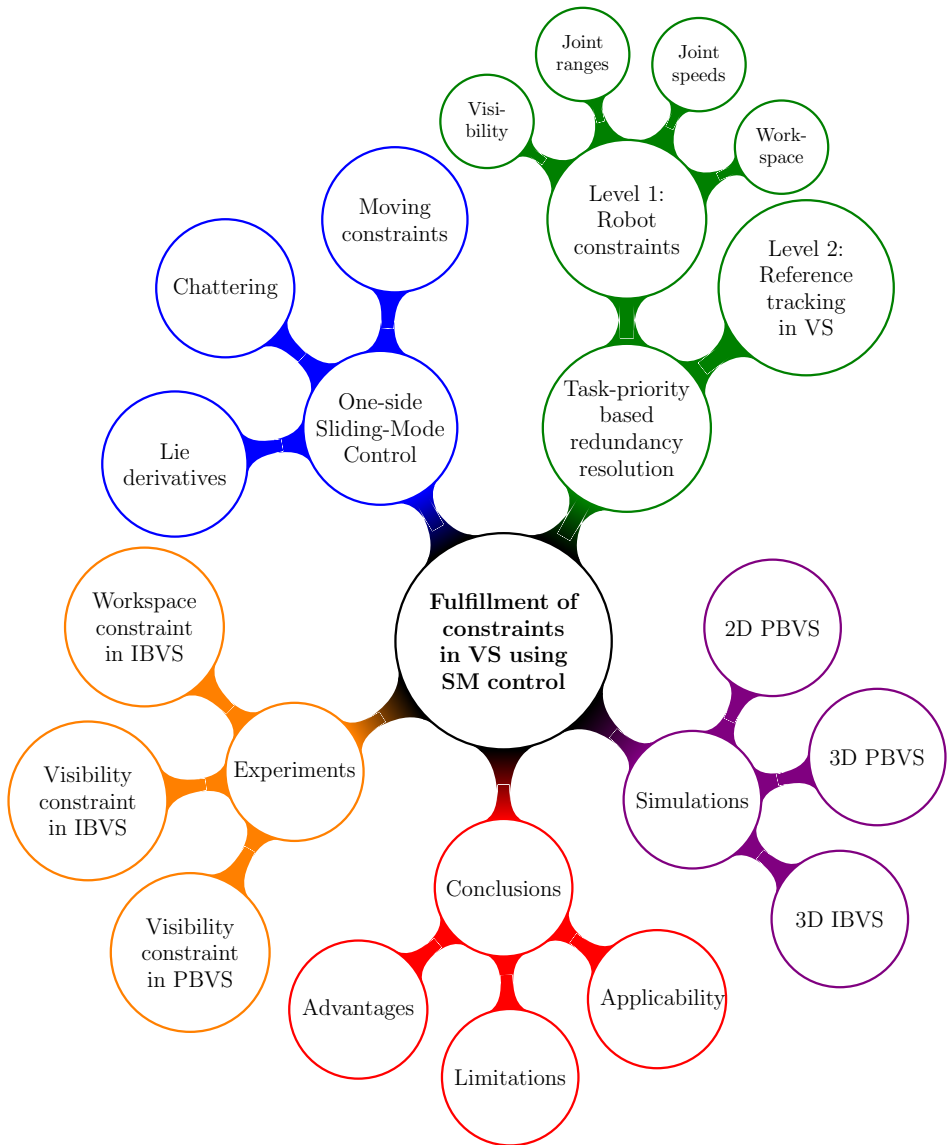 Joint
ranges
Joint
speeds
Visi-
bility
Work-
space
Level 1:
Robot
constraints
Level 2:
Reference
tracking
in VS
Task-priority
based
redundancy
resolution
Moving
constraints
Chattering
Lie
derivatives
One-side
Sliding-Mode
Control
Fulfillment of
constraints
in VS using
SM control
Workspace
constraint
in IBVS
Visibility
constraint
in IBVS
Visibility
constraint
in PBVS
Experiments
2D PBVS
3D PBVS
3D IBVS
Simulations
Conclusions
Advantages
Limitations
Applicability